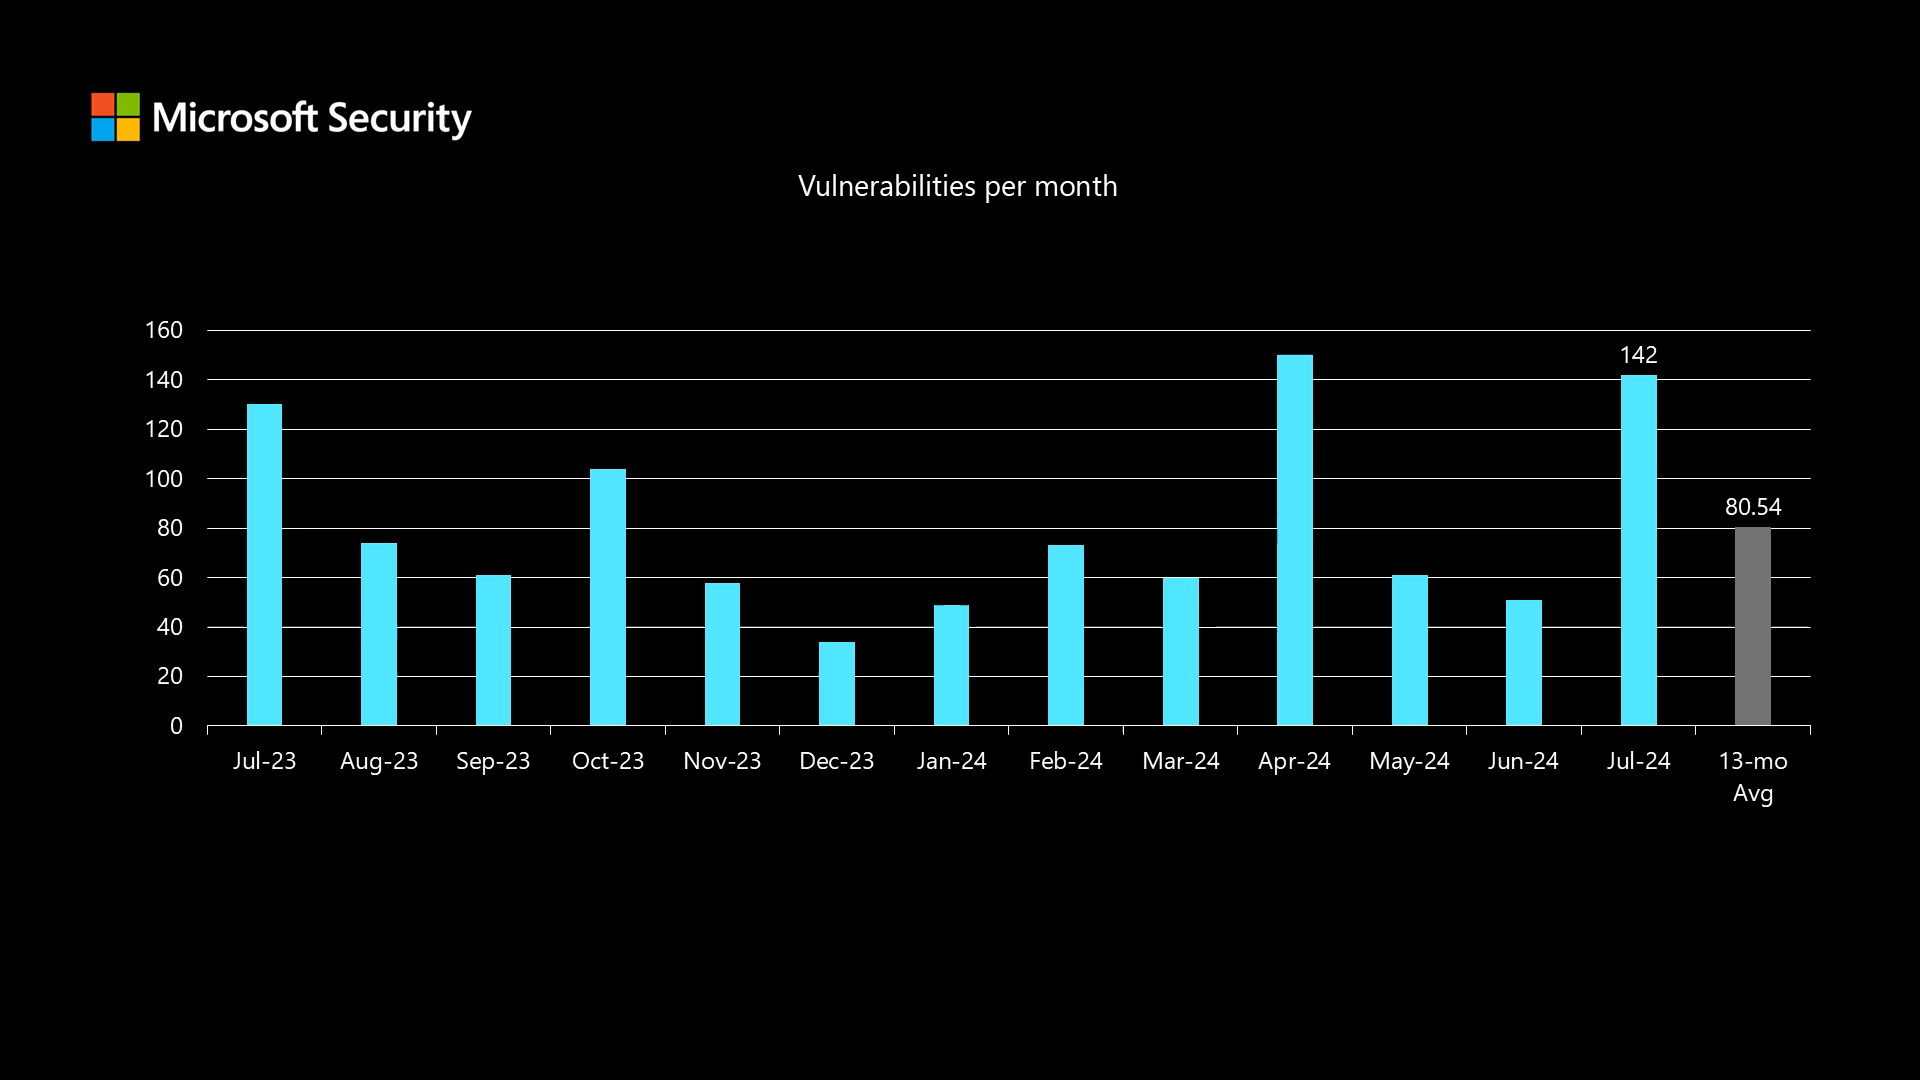 Microsoft Security
Vulnerabilities per month
160
140
120
100
80
60
40
20
0
142
80.54
Jul-23
Aug-23
Sep-23
Oct-23
Nov-23
Dec-23
Jan-24
Feb-24
Mar-24
Apr-24
May-24
Jun-24
Jul-24
13-mo
Avg